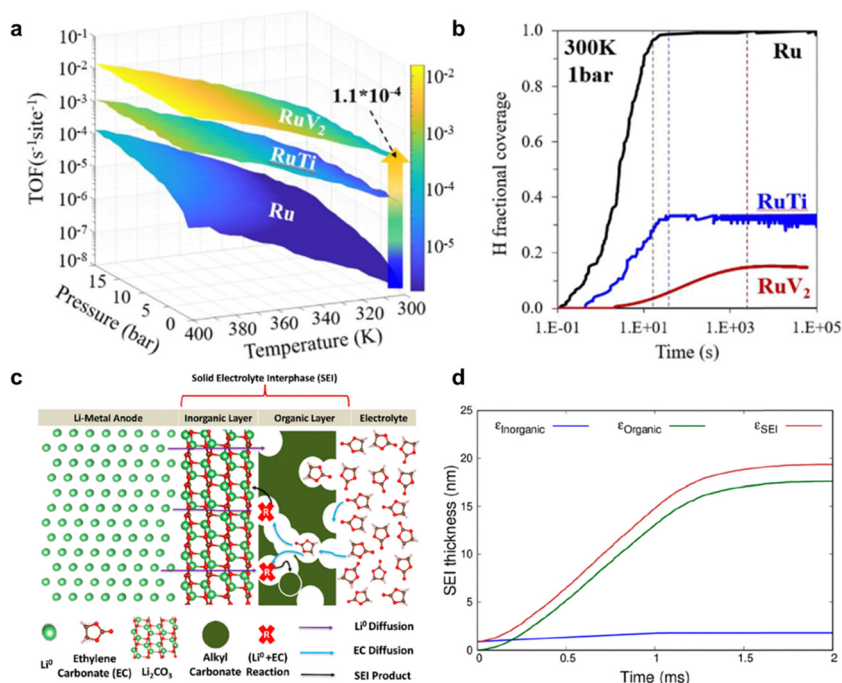 a
TOF(s⁻¹site⁻¹)
10⁻¹
10⁻²
10⁻³
10⁻⁴
10⁻⁵
10⁻⁶
10⁻⁷
10⁻⁸
RuV₂
RuTi
Ru
1.1*10⁻⁴
10⁻²
10⁻³
10⁻⁴
10⁻⁵
15
10
5
0
Pressure (bar)
400 380 360 340 320 300
Temperature (K)
b
H fractional coverage
1.0
0.8
0.6
0.4
0.2
0.0
300K
1bar
Ru
RuTi
RuV₂
1.E-01 1.E+01 1.E+03 1.E+05
Time (s)
c
Solid Electrolyte Interphase (SEI)
Li-Metal Anode Inorganic Layer Organic Layer Electrolyte
R
R
R
Li⁰
Ethylene
Carbonate (EC)
Li₂CO₃
Alkyl
Carbonate
(Li⁰+EC)
Reaction
Li⁰ Diffusion
EC Diffusion
SEI Product
d
SEI thickness (nm)
25
20
15
10
5
0
εInorganic εOrganic εSEI
0 0.5 1 1.5 2
Time (ms)